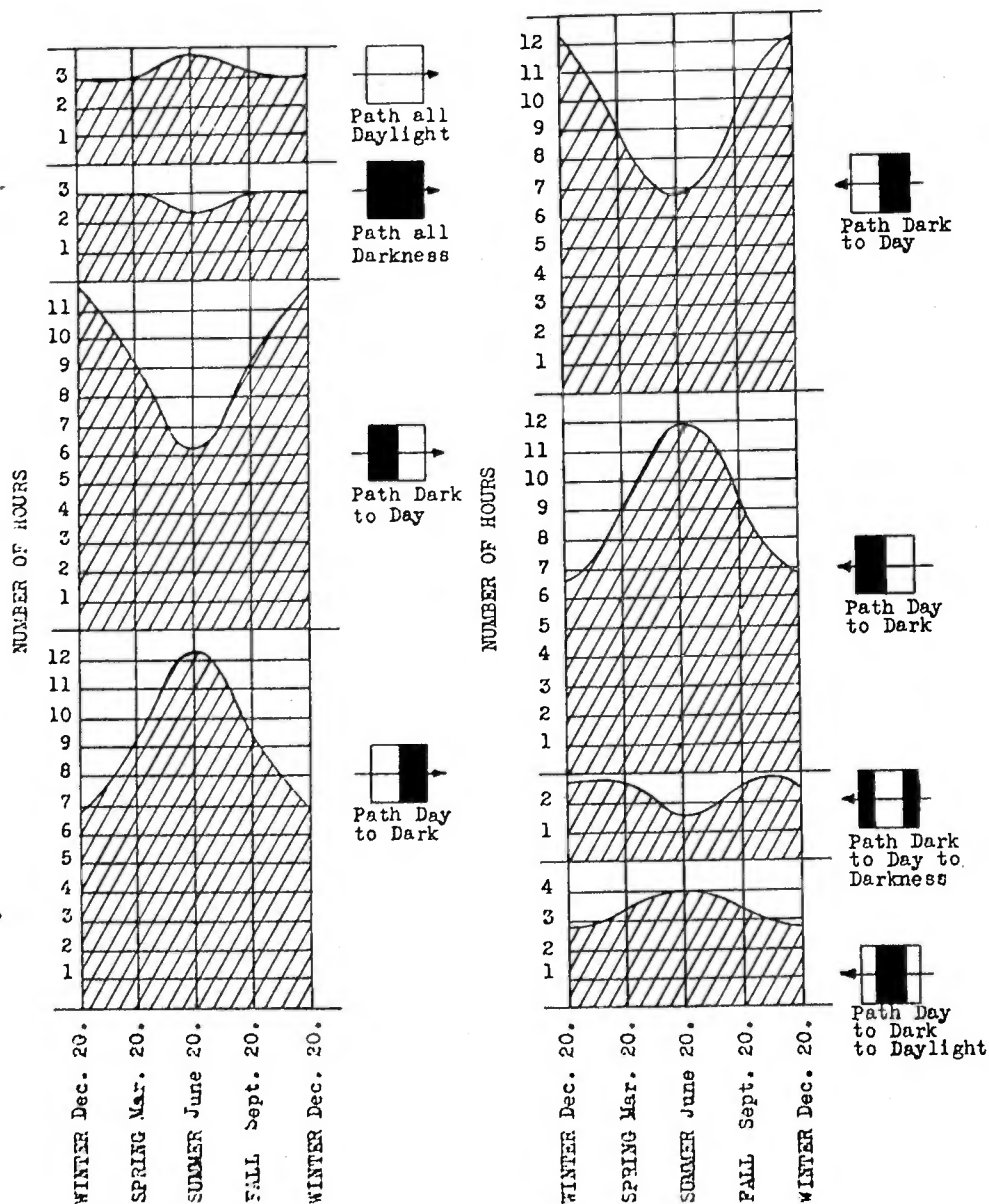 3
2
1
Path all
Daylight
3
2
1
Path all
Darkness
11
10
9
8
7
6
5
4
3
2
1
Path Dark
to Day
NUMBER OF HOURS
12
11
10
9
8
7
6
5
4
3
2
1
Path Day
to Dark
WINTER Dec. 20.
SPRING Mar. 20.
SUMMER June 20.
FALL Sept. 20.
WINTER Dec. 20.
12
11
10
9
8
7
6
5
4
3
2
1
Path Dark
to Day
NUMBER OF HOURS
12
11
10
9
8
7
6
5
4
3
2
1
Path Day
to Dark
2
1
Path Dark
to Day to
Darkness
4
3
2
1
Path Day
to Dark
to Daylight
WINTER Dec. 20.
SPRING Mar. 20.
SUMMER June 20.
FALL Sept. 20.
WINTER Dec. 20.